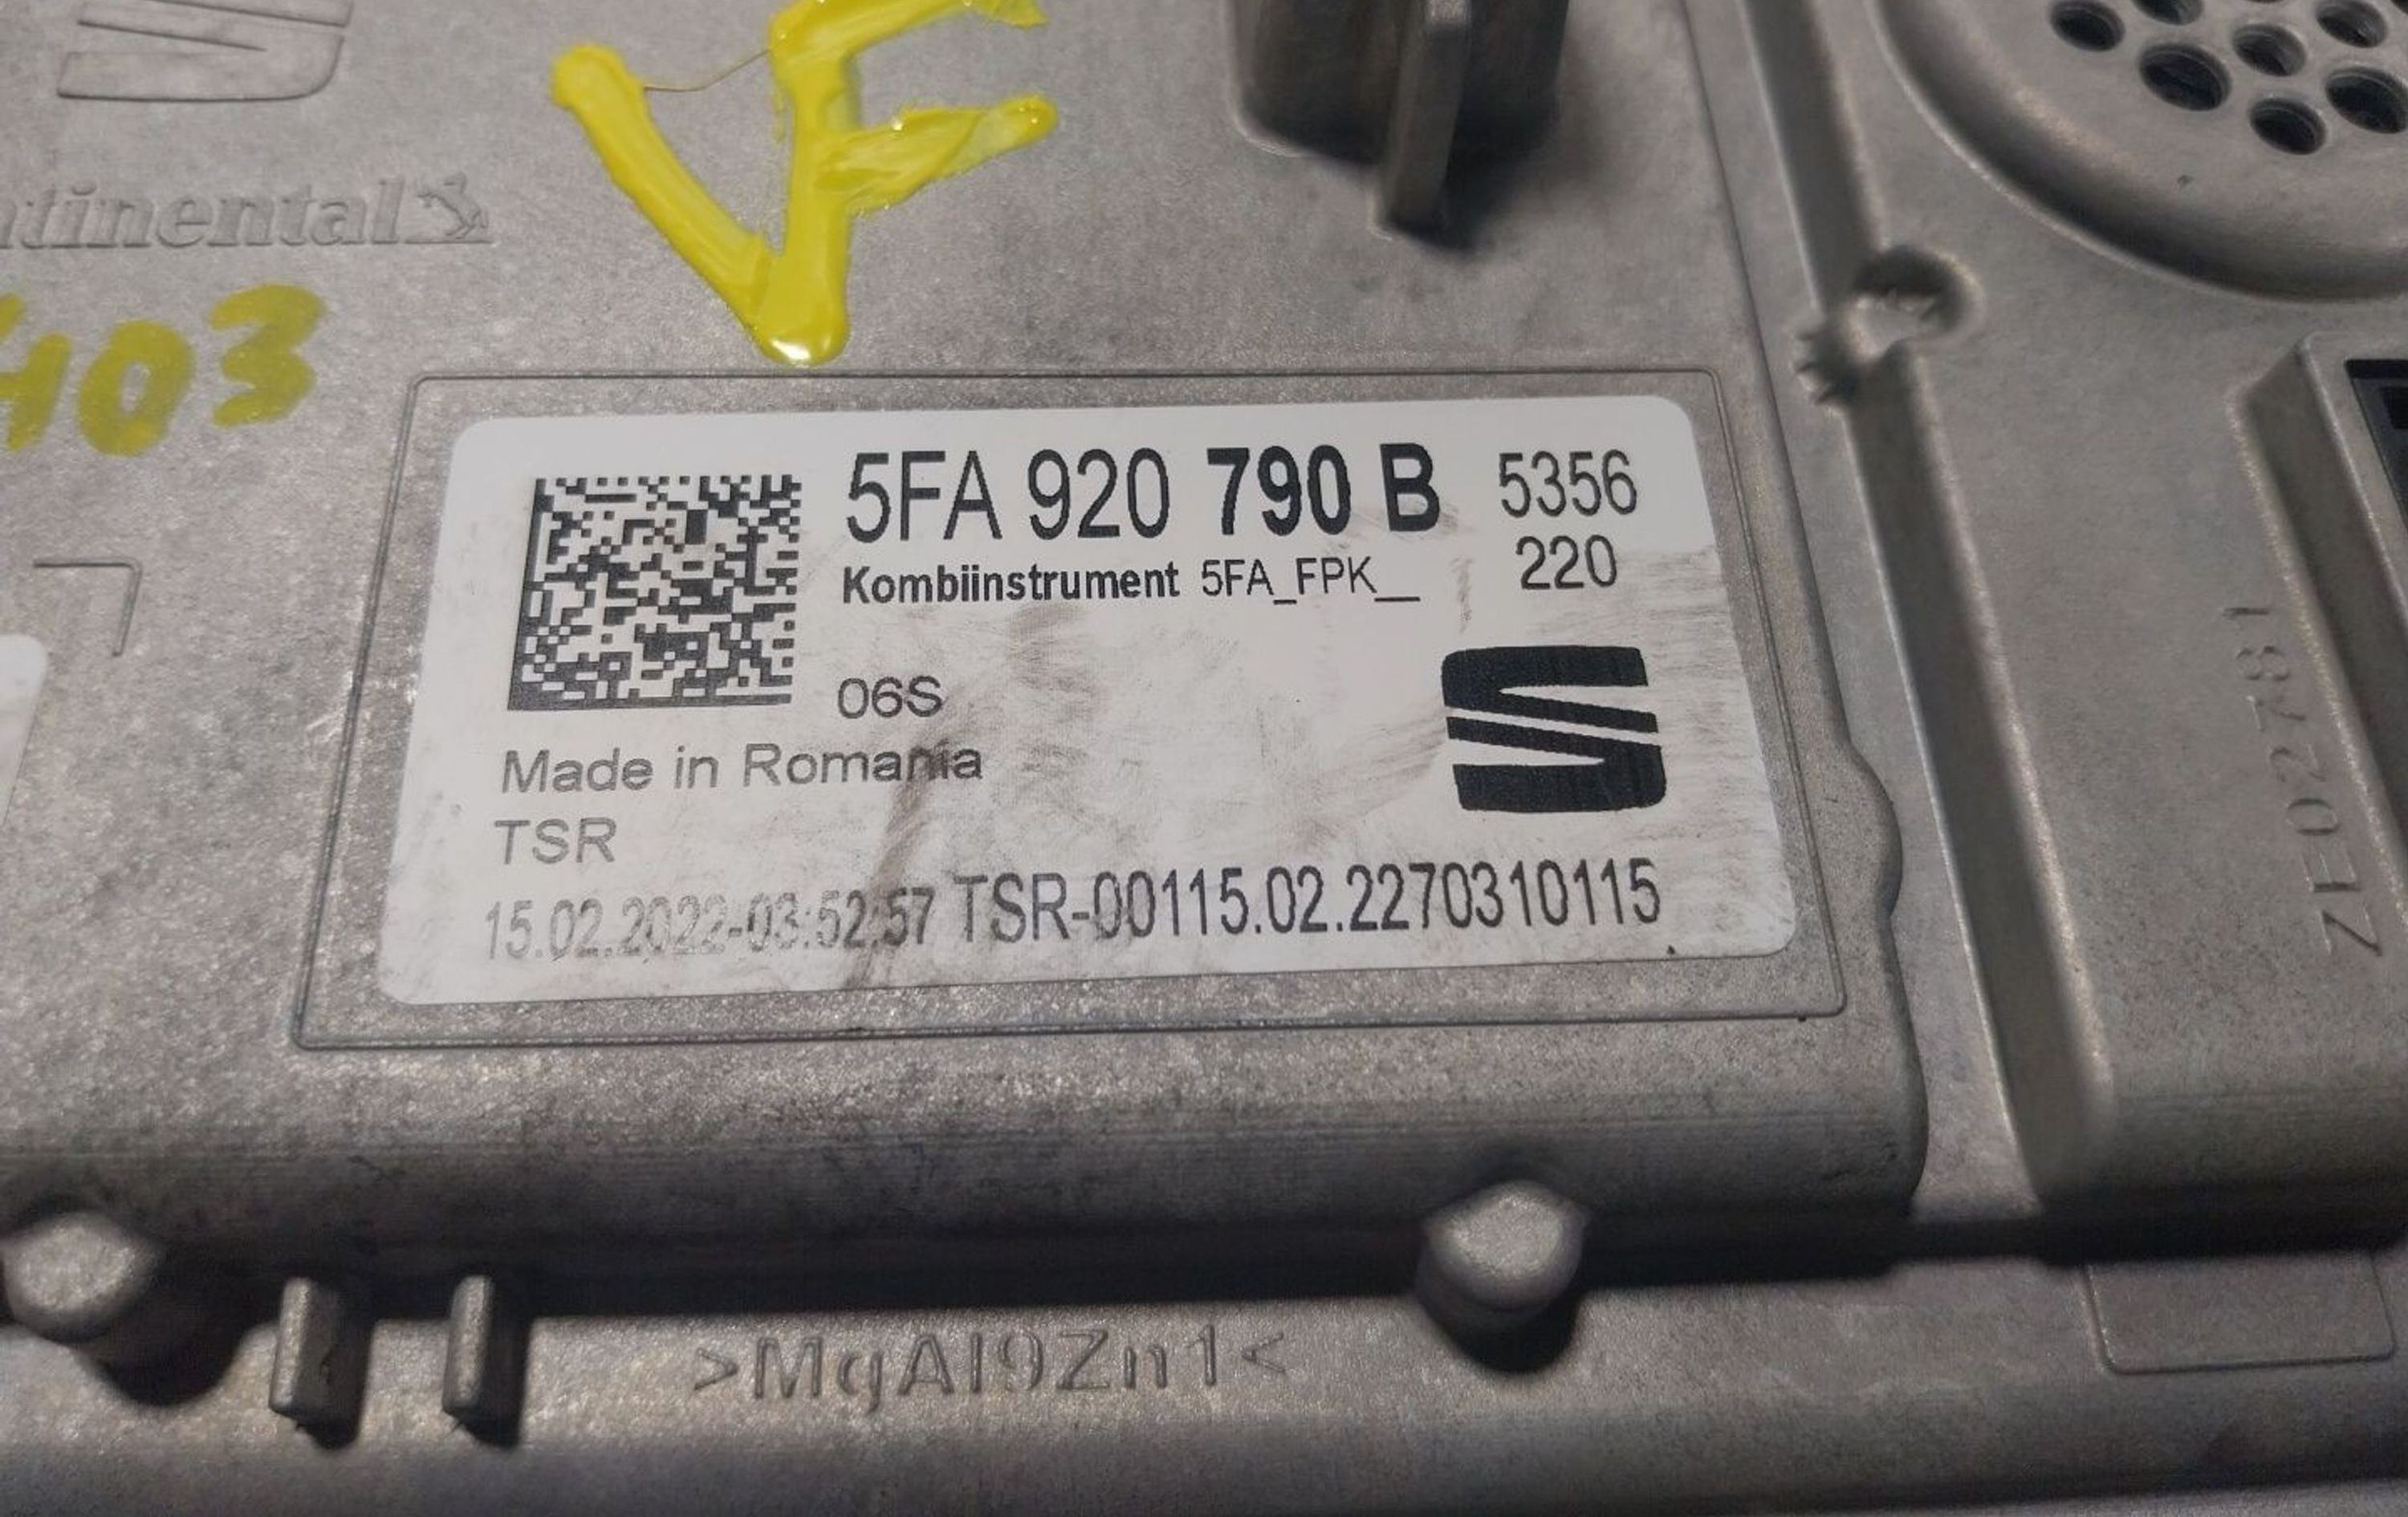 VF
ntinental
403
5FA 920 790 B 5356
Kombiinstrument 5FA_FPK__ 220
06S
Made in Romania
TSR
15.02.2022-03:52:57 TSR-00115.02.2270310115
ZE02781
>MgAl9Zn1<